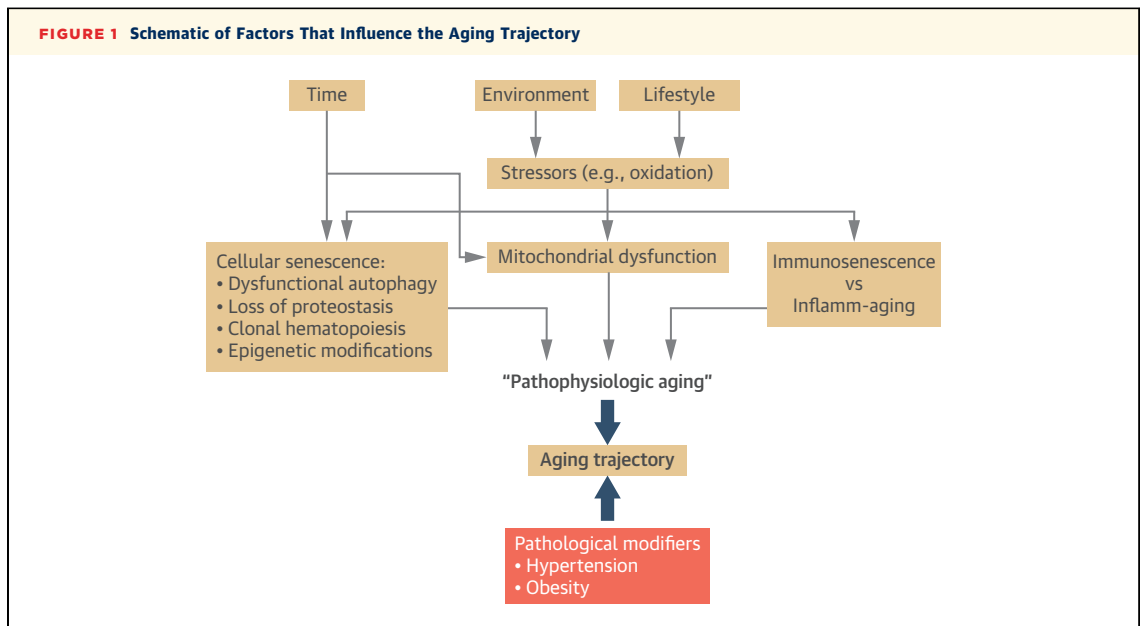 FIGURE 1 Schematic of Factors That Influence the Aging Trajectory
Time
Environment
Lifestyle
Stressors (e.g., oxidation)
Cellular senescence:
• Dysfunctional autophagy
• Loss of proteostasis
• Clonal hematopoiesis
• Epigenetic modifications
Mitochondrial dysfunction
Immunosenescence
vs
Inflamm-aging
“Pathophysiologic aging”
Aging trajectory
Pathological modifiers
• Hypertension
• Obesity